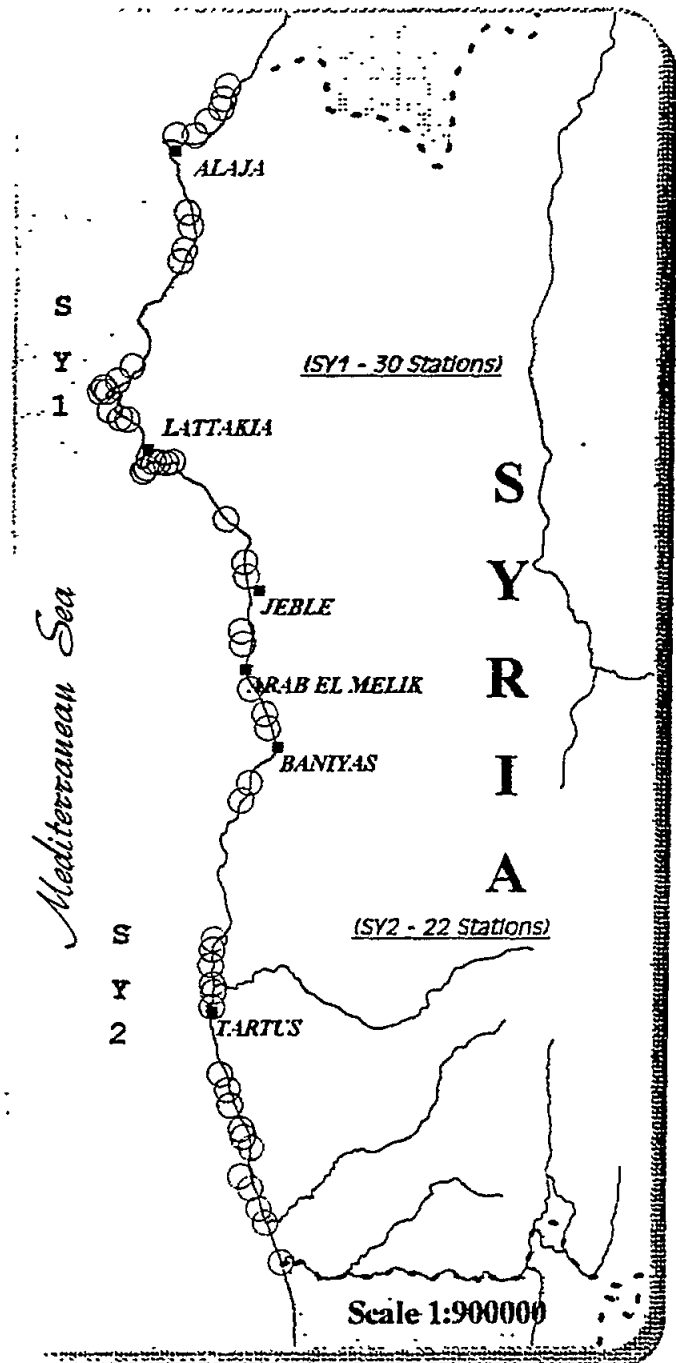 ALAJA
S
Y
1
(SY1 - 30 Stations)
LATTAKIA
S
Y
R
I
A
Mediterranean Sea
JEBLE
ARAB EL MELIK
BANIYAS
(SY2 - 22 Stations)
S
Y
2
TARTUS
Scale 1:900000